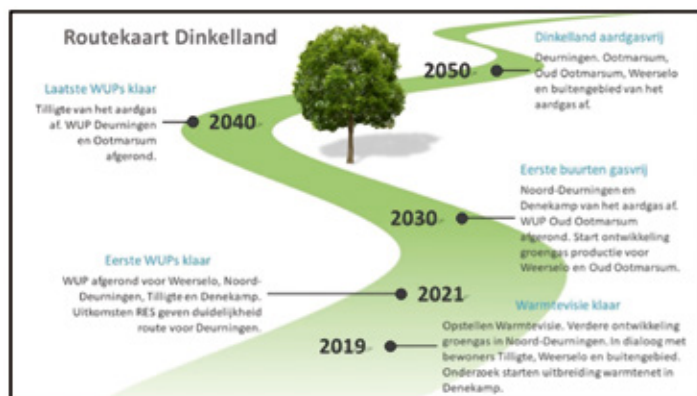 Routekaart Dinkelland
Dinkelland aardgasvrij
Deurningen. Ootmarsum,
Oud Ootmarsum, Weerselo
en buitengebied van het
aardgas af.
2050
Laatste WUPs klaar
Tilligte van het aardgas
af. WUP Deurningen
en Ootmarsum
afgerond.
2040
Eerste buurten gasvrij
Noord-Deurningen en
Denekamp van het aardgas af.
WUP Oud Ootmarsum
afgerond. Start ontwikkeling
groengas productie voor
Weerselo en Oud Ootmarsum.
2030
Eerste WUPs klaar
WUP afgerond voor Weerselo, Noord-
Deurningen, Tilligte en Denekamp.
Uitkomsten RES geven duidelijkheid
route voor Deurningen.
2021
Warmtevisie klaar
Opstellen Warmtevisie. Verdere ontwikkeling
groengas in Noord-Deurningen. In dialoog met
bewoners Tilligte, Weerselo en buitengebied.
Onderzoek starten uitbreiding warmtenet in
Denekamp.
2019